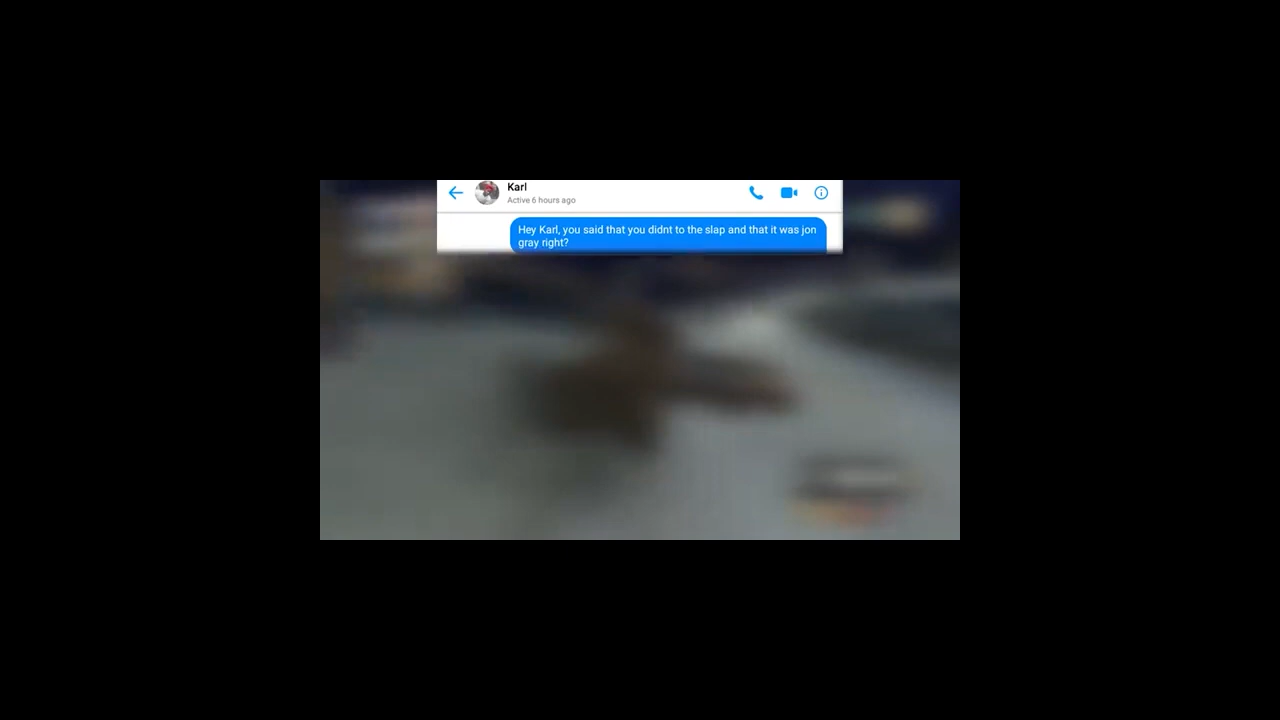 Karl
Active 6 hours ago
Hey Karl, you said that you didnt to the slap and that it was jon
gray right?